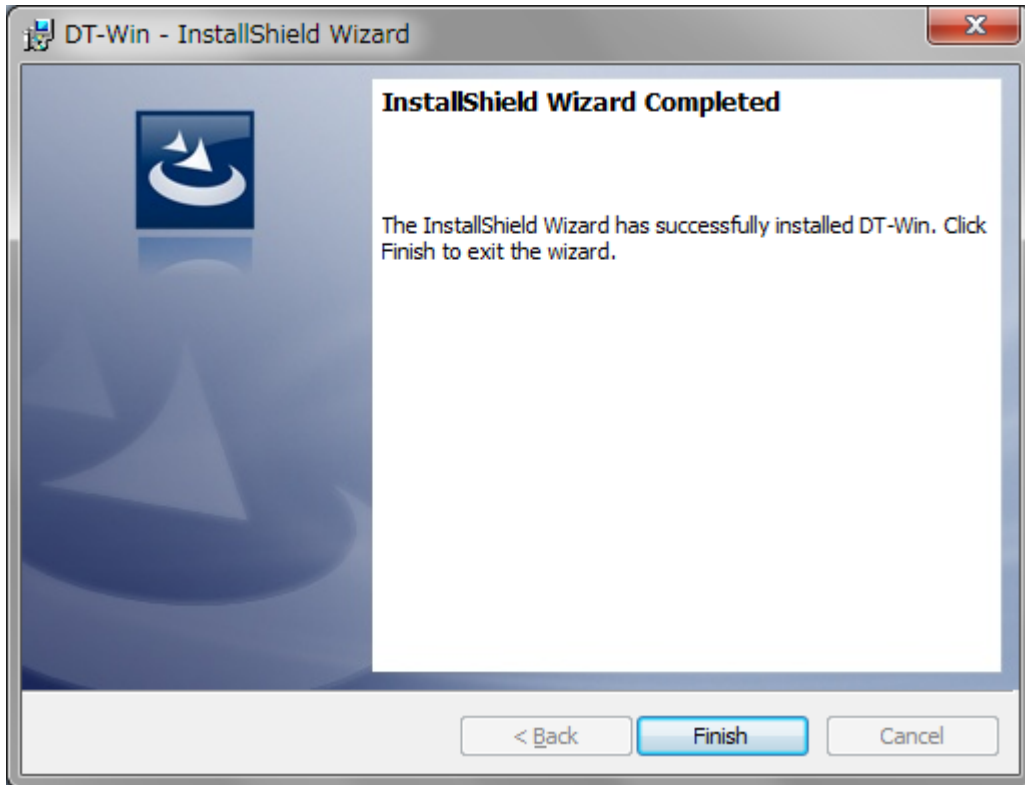 DT-Win - InstallShield Wizard
InstallShield Wizard Completed
The InstallShield Wizard has successfully installed DT-Win. Click
Finish to exit the wizard.
< Back
Finish
Cancel